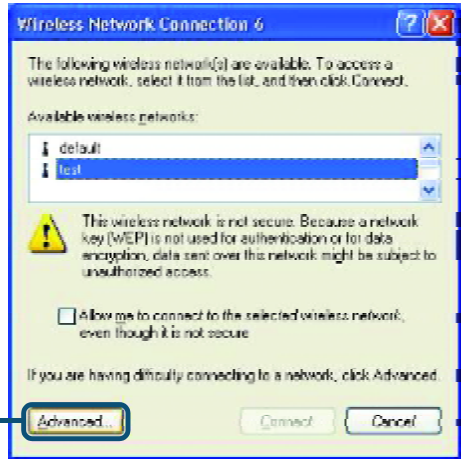 Wireless Network Connection 6
The following wireless network(s) are available. To access a
wireless network, select it from the list, and then click Connect.
Available wireless networks:
default
test
This wireless network is not secure. Because a network
key (WEP) is not used for authentication or for data
encryption, data sent over this network might be subject to
unauthorized access.
Allow me to connect to the selected wireless network,
even though it is not secure
If you are having difficulty connecting to a network, click Advanced.
Advanced... Connect Cancel